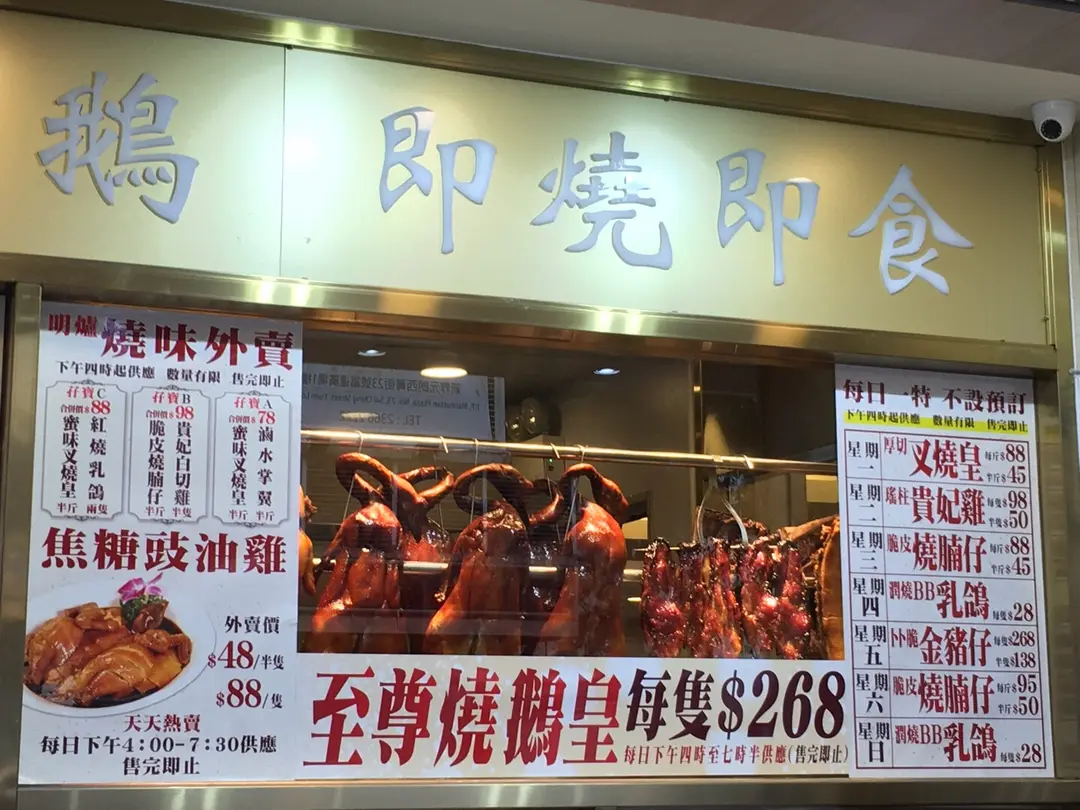 鵝 即燒即食
明爐燒味外賣
下午四時起供應 數量有限 售完即止
孖寶A
合併價$78
滷水掌翼 半斤
蜜味叉燒皇 半斤
孖寶B
合併價$98
貴妃白切雞 半隻
脆皮燒腩仔 半斤
孖寶C
合併價$88
紅燒乳鴿 兩隻
蜜味叉燒皇 半斤
焦糖豉油雞
外賣價
$48/半隻
$88/隻
天天熱賣
每日下午4:00-7:30供應
售完即止
至尊燒鵝皇 每隻$268
每日下午四時至七時半供應(售完即止)
每日一特 不設預訂
下午四時起供應 數量有限 售完即止
星期一 厚切叉燒皇 每斤$88 半斤$45
星期二 瑤柱貴妃雞 每隻$98 半隻$50
星期三 脆皮燒腩仔 每斤$88 半斤$45
星期四 潤燒BB乳鴿 每隻$28
星期五 卜卜脆金豬仔 每隻$268 半隻$138
星期六 脆皮燒腩仔 每斤$95 半斤$50
星期日 潤燒BB乳鴿 每隻$28